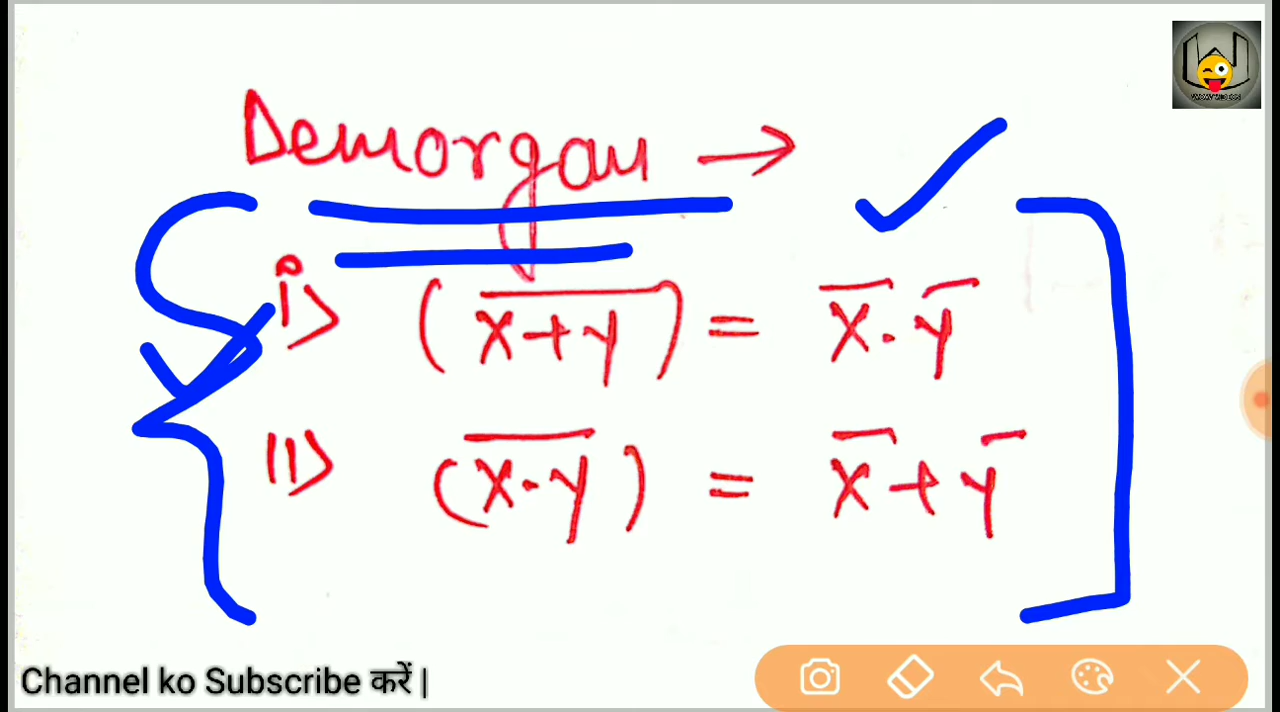 Demorgan →
i> (x̅+̅y̅) = x̅.y̅
ii> (x̅.̅y̅) = x̅+y̅
Channel ko Subscribe करें |